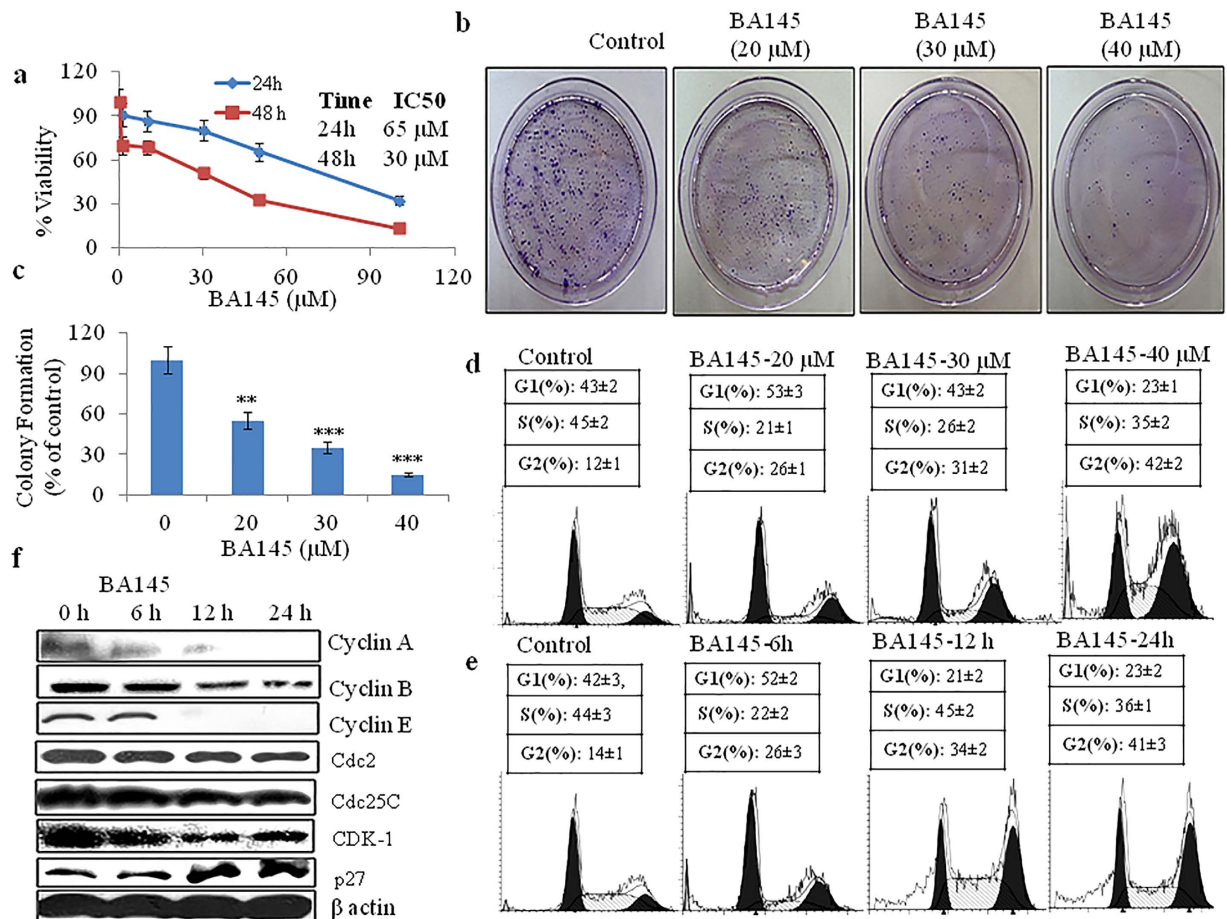 a
120
90
60
30
0
% Viability
24h
48 h
Time IC50
24h 65 µM
48h 30 µM
0 30 60 90 120
BA145 (µM)
b
Control
BA145
(20 µM)
BA145
(30 µM)
BA145
(40 µM)
c
120
90
60
30
0
Colony Formation
(% of control)
**
***
***
0 20 30 40
BA145 (µM)
d
Control
G1(%): 43±2
S(%): 45±2
G2(%): 12±1
BA145-20 µM
G1(%): 53±3
S(%): 21±1
G2(%): 26±1
BA145-30 µM
G1(%): 43±2
S(%): 26±2
G2(%): 31±2
BA145-40 µM
G1(%): 23±1
S(%): 35±2
G2(%): 42±2
e
Control
G1(%): 42±3,
S(%): 44±3
G2(%): 14±1
BA145-6h
G1(%): 52±2
S(%): 22±2
G2(%): 26±3
BA145-12 h
G1(%): 21±2
S(%): 45±2
G2(%): 34±2
BA145-24h
G1(%): 23±2
S(%): 36±1
G2(%): 41±3
f
BA145
0 h 6 h 12 h 24 h
Cyclin A
Cyclin B
Cyclin E
Cdc2
Cdc25C
CDK-1
p27
β actin